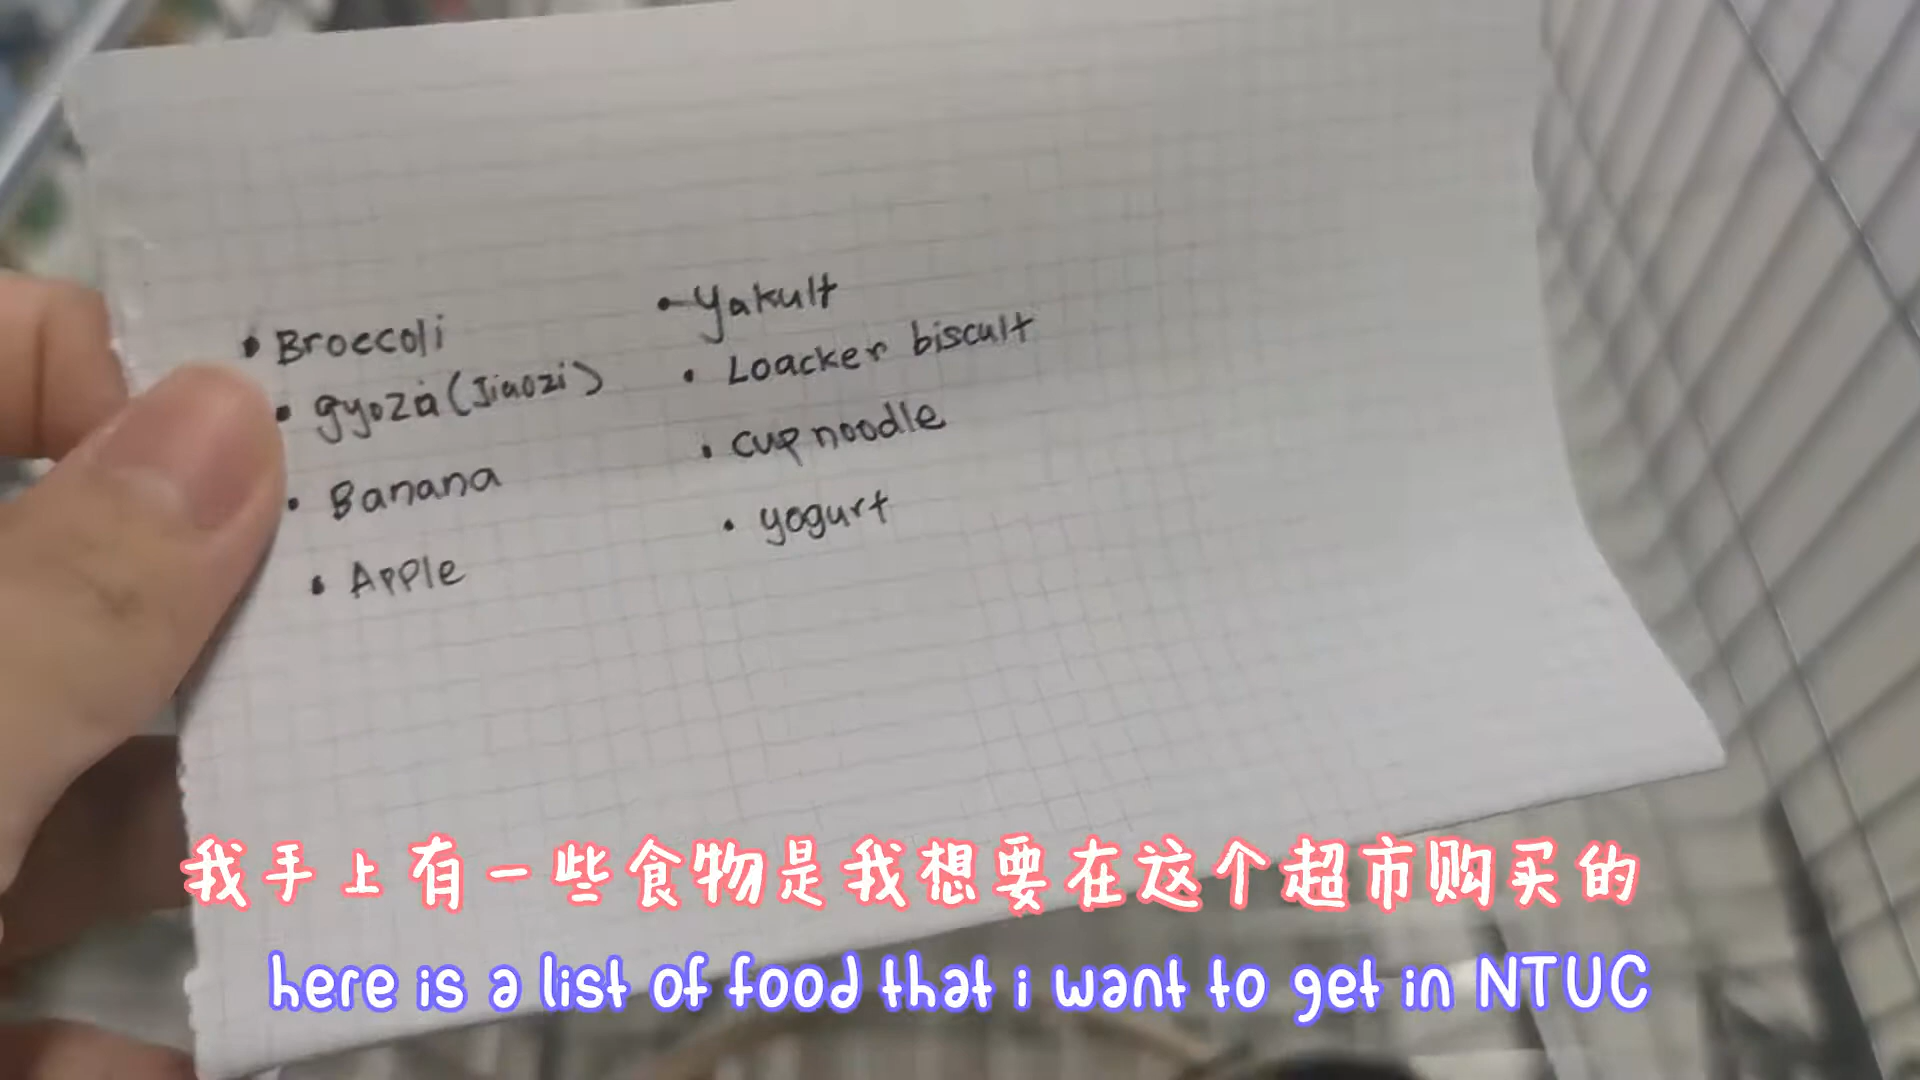 • Broccoli
• gyoza (Jiaozi)
• Banana
• Apple
• Yakult
• Loacker biscult
• cup noodle
• yogurt
我手上有一些食物是我想要在这个超市购买的
here is a list of food that i want to get in NTUC